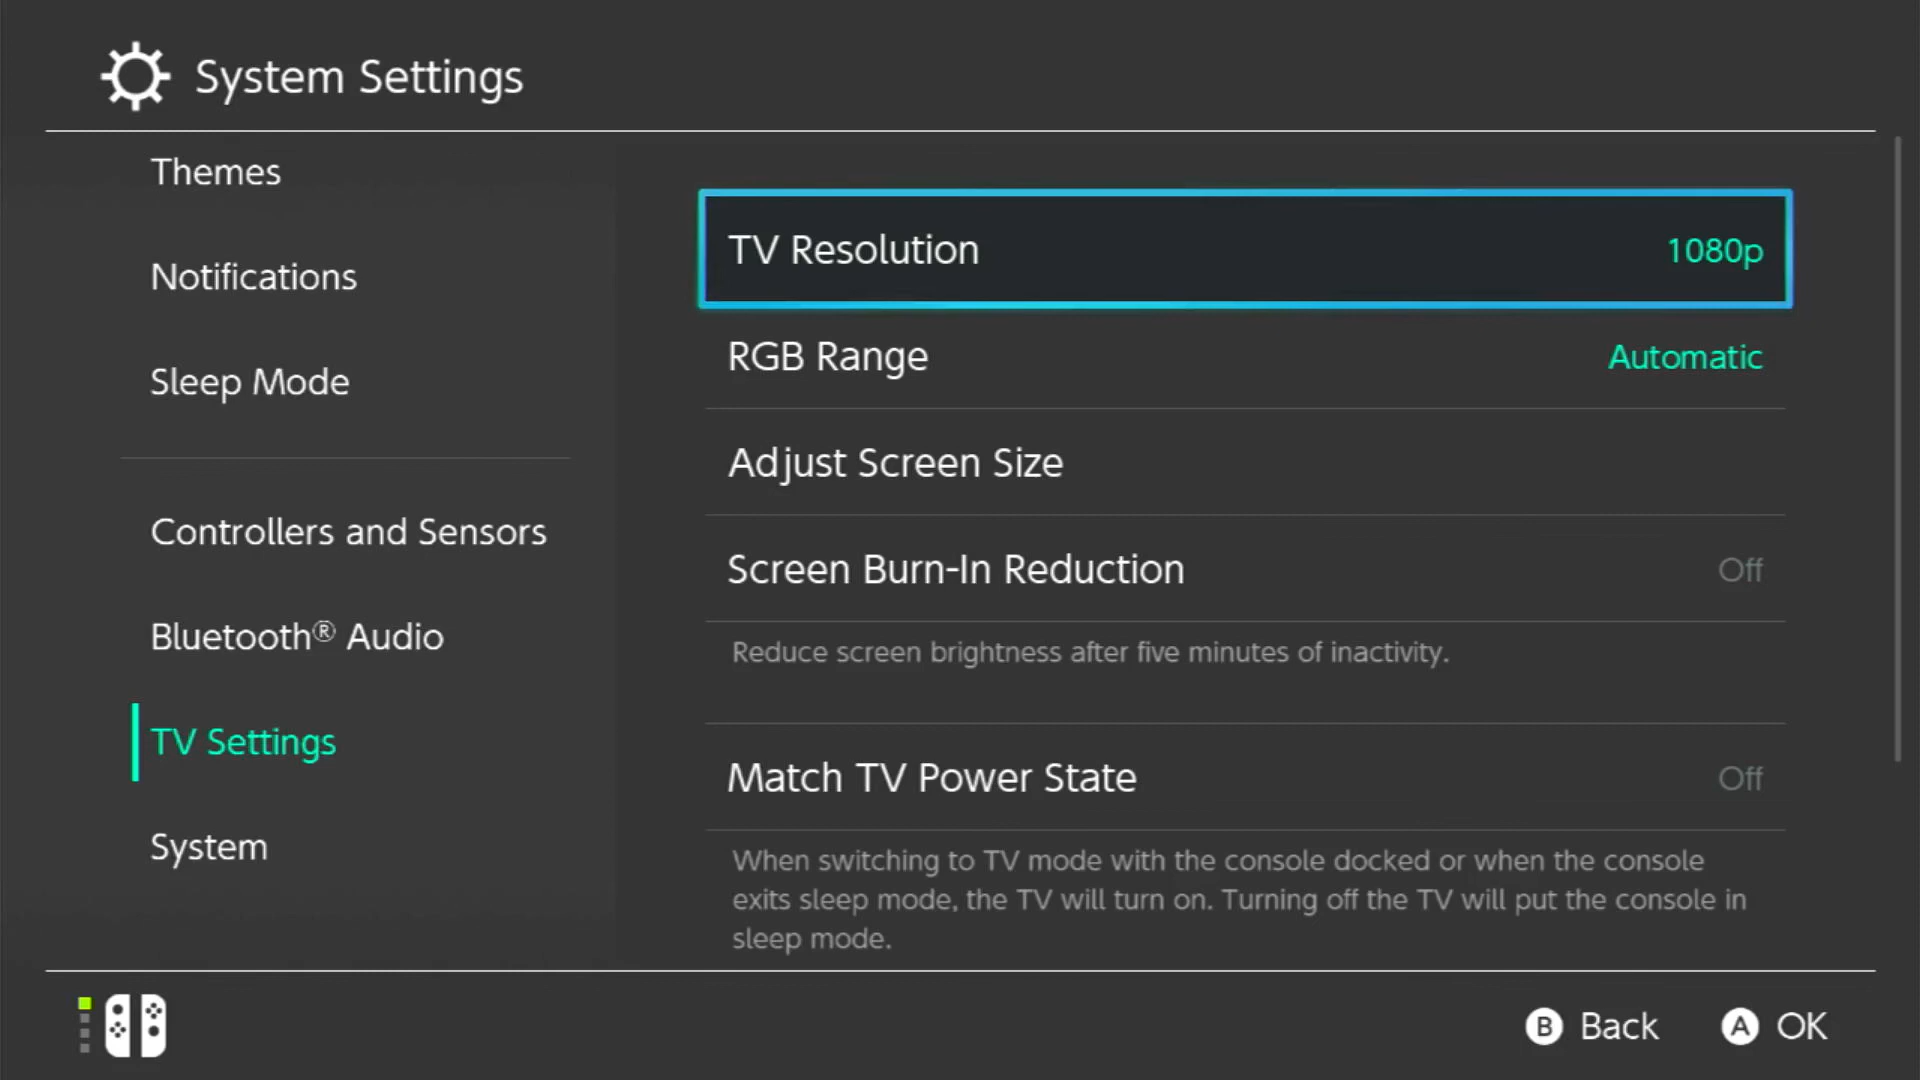 System Settings
Themes
Notifications
Sleep Mode
Controllers and Sensors
Bluetooth® Audio
TV Settings
System
TV Resolution 1080p
RGB Range Automatic
Adjust Screen Size
Screen Burn-In Reduction Off
Reduce screen brightness after five minutes of inactivity.
Match TV Power State Off
When switching to TV mode with the console docked or when the console
exits sleep mode, the TV will turn on. Turning off the TV will put the console in
sleep mode.
B Back A OK